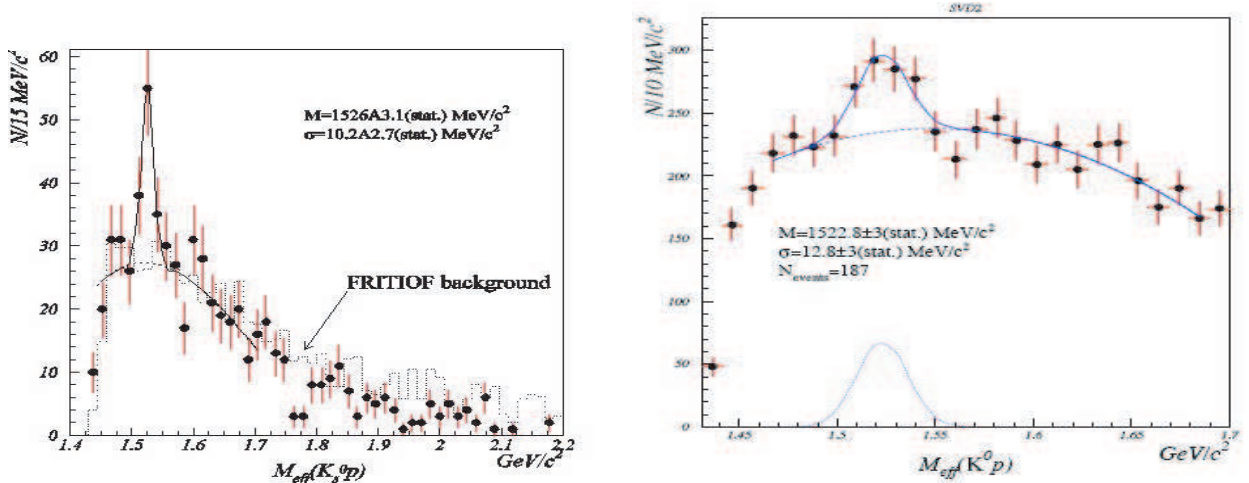 SVD2
N/15 MeV/c²
60
50
40
30
20
10
0
M=1526A3.1(stat.) MeV/c²
σ=10.2A2.7(stat.) MeV/c²
FRITIOF background
1.4 1.5 1.6 1.7 1.8 1.9 2 2.1 2.2
GeV/c²
M_eff(K_s⁰p)
N/10 MeV/c²
300
250
200
150
100
50
0
M=1522.8±3(stat.) MeV/c²
σ=12.8±3(stat.) MeV/c²
N_events=187
1.45 1.5 1.55 1.6 1.65 1.7
M_eff(K⁰p) GeV/c²